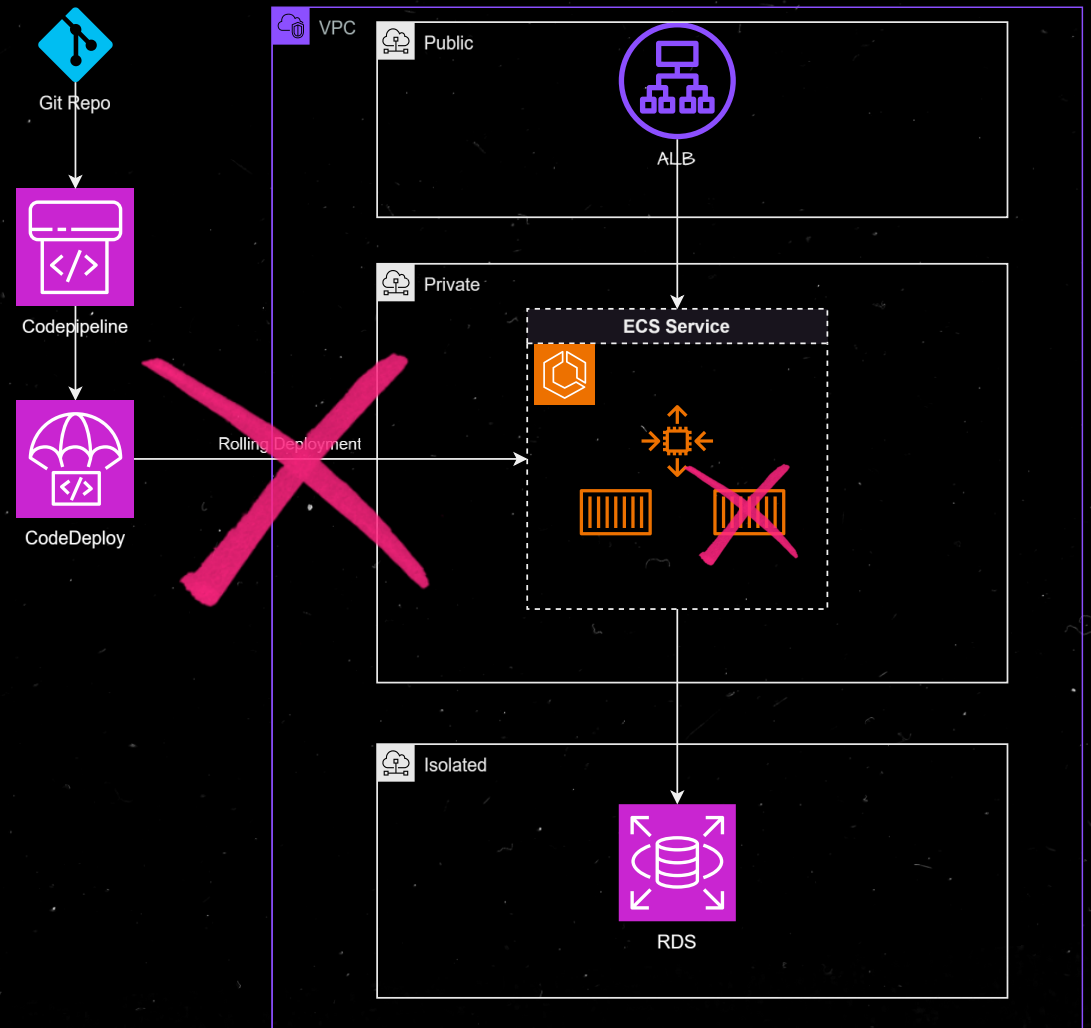 VPC
Public
Git Repo
ALB
Private
Codepipeline
ECS Service
Rolling Deployment
CodeDeploy
Isolated
RDS